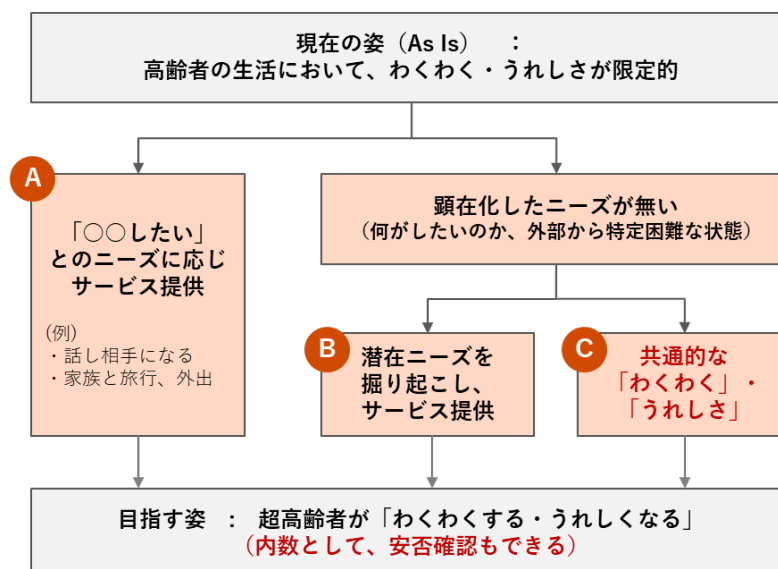 現在の姿（As Is）　：
高齢者の生活において、わくわく・うれしさが限定的
A
「○○したい」
とのニーズに応じ
サービス提供
(例)
・話し相手になる
・家族と旅行、外出
顕在化したニーズが無い
（何がしたいのか、外部から特定困難な状態）
B
潜在ニーズを
掘り起こし、
サービス提供
C
共通的な
「わくわく」・
「うれしさ」
目指す姿　：　超高齢者が「わくわくする・うれしくなる」
（内数として、安否確認もできる）